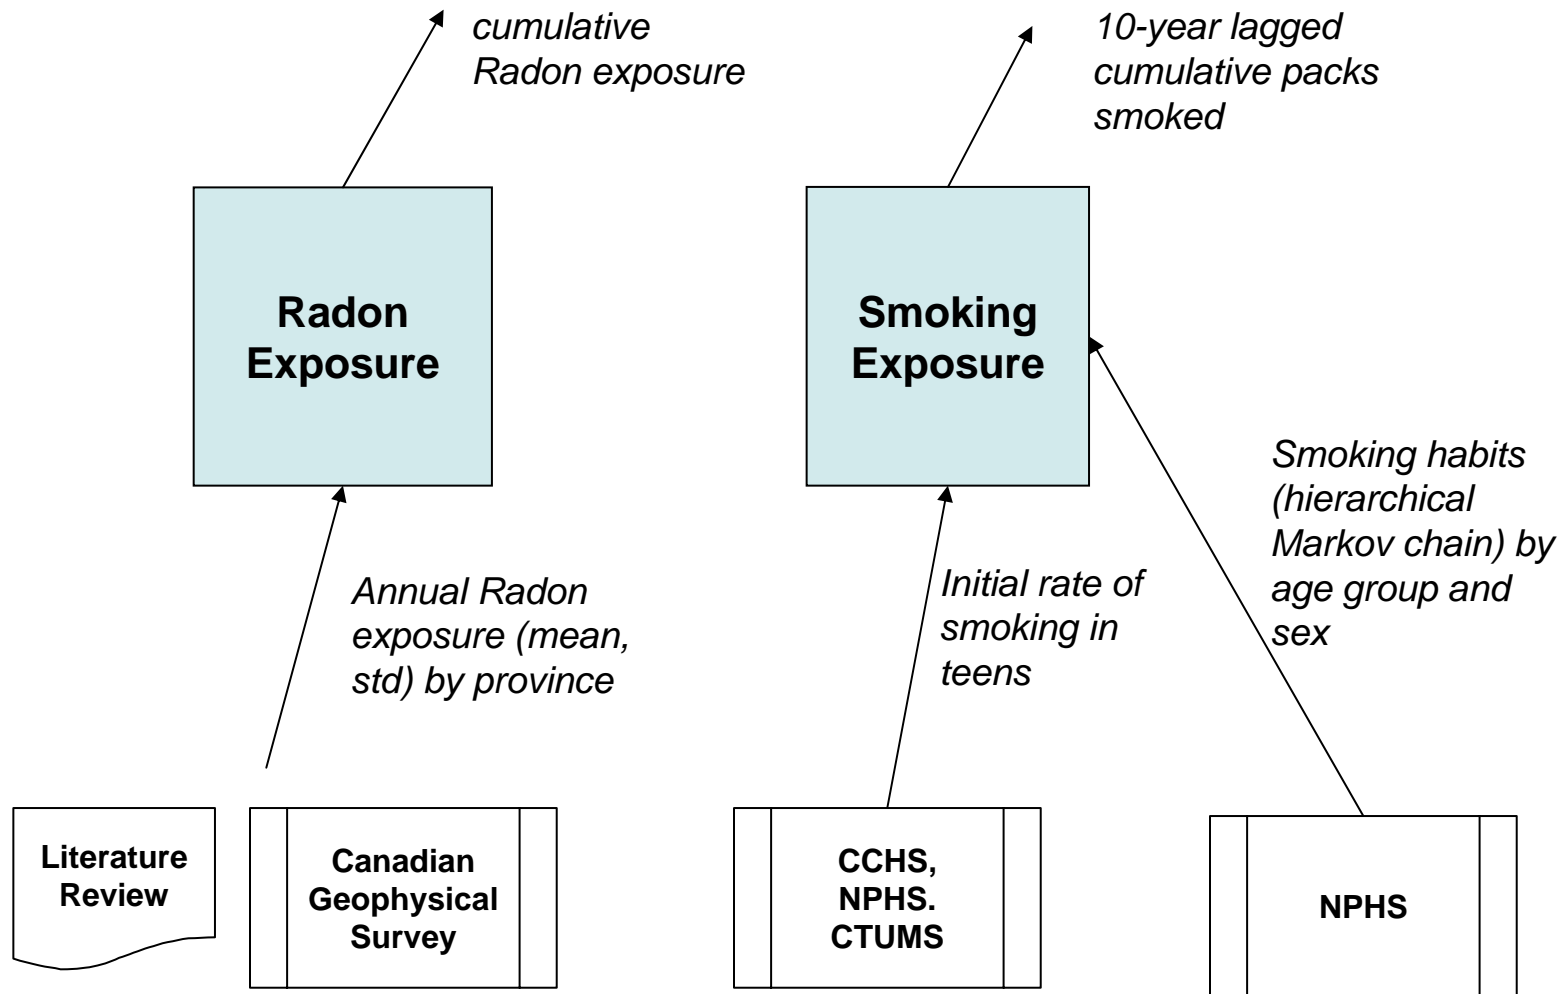 cumulative
Radon exposure
10-year lagged
cumulative packs
smoked
Radon
Exposure
Smoking
Exposure
Smoking habits
(hierarchical
Markov chain) by
age group and
sex
Annual Radon
exposure (mean,
std) by province
Initial rate of
smoking in
teens
Literature
Review
Canadian
Geophysical
Survey
CCHS,
NPHS.
CTUMS
NPHS